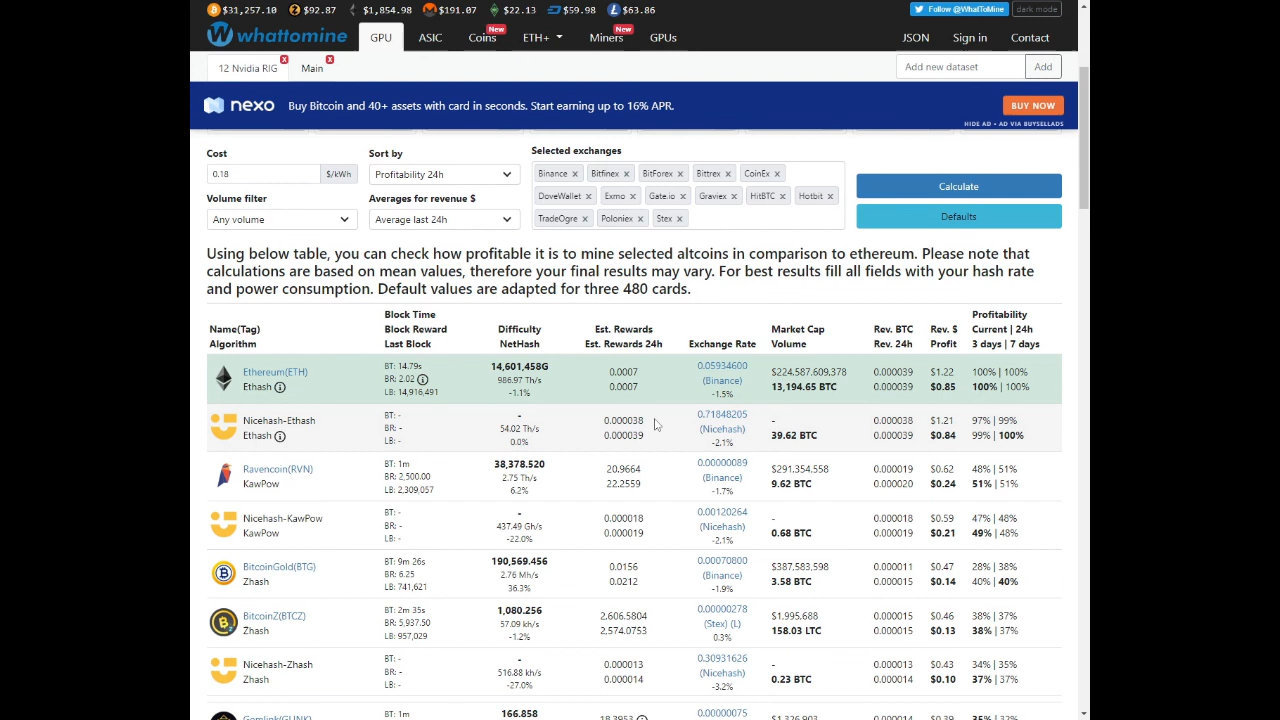 $31,257.10 $92.87 $1,854.98 $191.07 $22.13 $59.98 $63.86 Follow @WhatToMine dark mode
whattomine GPU ASIC Coins New ETH+ Miners New GPUs JSON Sign in Contact
12 Nvidia RIG x Main x Add new dataset Add
nexo Buy Bitcoin and 40+ assets with card in seconds. Start earning up to 16% APR. BUY NOW
HIDE AD • AD VIA BUYSELLADS
Cost Sort by Selected exchanges
0.18 $/kWh Profitability 24h Binance × Bitfinex × BitForex × Bittrex × CoinEx × Calculate
Volume filter Averages for revenue $ DoveWallet × Exmo × Gate.io × Graviex × HitBTC × Hotbit ×
Any volume Average last 24h TradeOgre × Poloniex × Stex × Defaults
Using below table, you can check how profitable it is to mine selected altcoins in comparison to ethereum. Please note that
calculations are based on mean values, therefore your final results may vary. For best results fill all fields with your hash rate
and power consumption. Default values are adapted for three 480 cards.
Block Time Profitability
Name(Tag) Block Reward Difficulty Est. Rewards Market Cap Rev. BTC Rev. $ Current | 24h
Algorithm Last Block NetHash Est. Rewards 24h Exchange Rate Volume Rev. 24h Profit 3 days | 7 days
Ethereum(ETH) BT: 14.79s 14,601,458G 0.0007 0.05934600 $224,587,609,378 0.000039 $1.22 100% | 100%
Ethash BR: 2.02 986.97 Th/s 0.0007 (Binance) 13,194.65 BTC 0.000039 $0.85 100% | 100%
LB: 14,916,491 -1.1% -1.5%
Nicehash-Ethash BT: - - 0.000038 0.71848205 - 0.000038 $1.21 97% | 99%
Ethash BR: - 54.02 Th/s 0.000039 (Nicehash) 39.62 BTC 0.000039 $0.84 99% | 100%
LB: - 0.0% -2.1%
Ravencoin(RVN) BT: 1m 38,378.520 20.9664 0.00000089 $291,354,558 0.000019 $0.62 48% | 51%
KawPow BR: 2,500.00 2.75 Th/s 22.2559 (Binance) 9.62 BTC 0.000020 $0.24 51% | 51%
LB: 2,309,057 6.2% -1.7%
Nicehash-KawPow BT: - - 0.000018 0.00120264 - 0.000018 $0.59 47% | 48%
KawPow BR: - 437.49 Gh/s 0.000019 (Nicehash) 0.68 BTC 0.000019 $0.21 49% | 48%
LB: - -22.0% -2.1%
BitcoinGold(BTG) BT: 9m 26s 190,569.456 0.0156 0.00070800 $387,583,598 0.000011 $0.47 28% | 38%
Zhash BR: 6.25 2.76 Mh/s 0.0212 (Binance) 3.58 BTC 0.000015 $0.14 40% | 40%
LB: 741,621 36.3% -1.9%
BitcoinZ(BTCZ) BT: 2m 35s 1,080.256 2,606.5804 0.00000278 $1,995,688 0.000015 $0.46 38% | 37%
Zhash BR: 5,937.50 57.09 kh/s 2,574.0753 (Stex) (L) 158.03 LTC 0.000015 $0.13 38% | 37%
LB: 957,029 -1.2% 0.3%
Nicehash-Zhash BT: - - 0.000013 0.30931626 - 0.000013 $0.43 34% | 35%
Zhash BR: - 516.88 kh/s 0.000014 (Nicehash) 0.23 BTC 0.000014 $0.10 37% | 37%
LB: - -27.0% -3.2%
BT: 1m 166.858 0.00000075